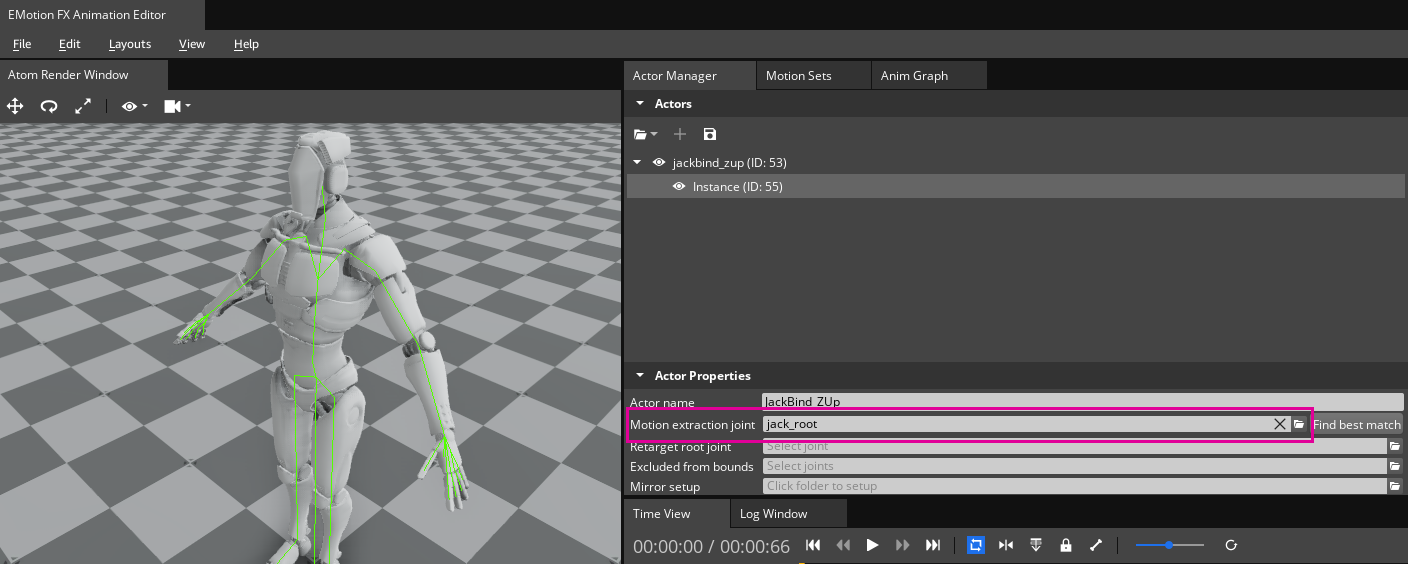 EMotion FX Animation Editor
File Edit Layouts View Help
Atom Render Window
Actor Manager Motion Sets Anim Graph
Actors
jackbind_zup (ID: 53)
Instance (ID: 55)
Actor Properties
Actor name JackBind_ZUp
Motion extraction joint jack_root Find best match
Retarget root joint Select joint
Excluded from bounds Select joints
Mirror setup Click folder to setup
Time View Log Window
00:00:00 / 00:00:66